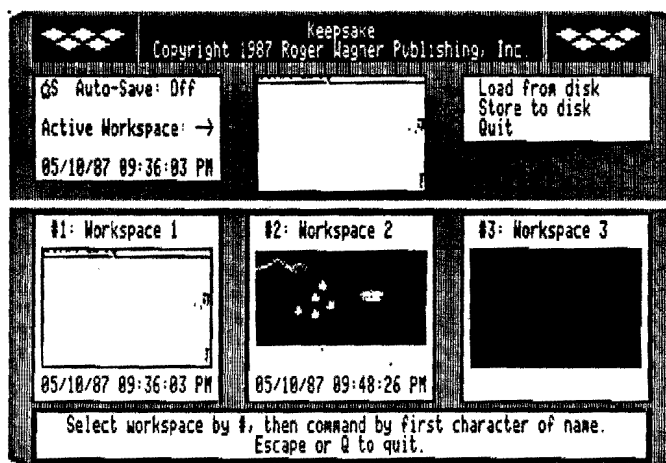 Keepsake
Copyright 1987 Roger Wagner Publishing, Inc.
S Auto-Save: Off
Active Workspace: →
05/10/87 09:36:03 PM
Load from disk
Store to disk
Quit
#1: Workspace 1
05/10/87 09:36:03 PM
#2: Workspace 2
05/10/87 09:48:26 PM
#3: Workspace 3
Select workspace by #, then command by first character of name.
Escape or Q to quit.